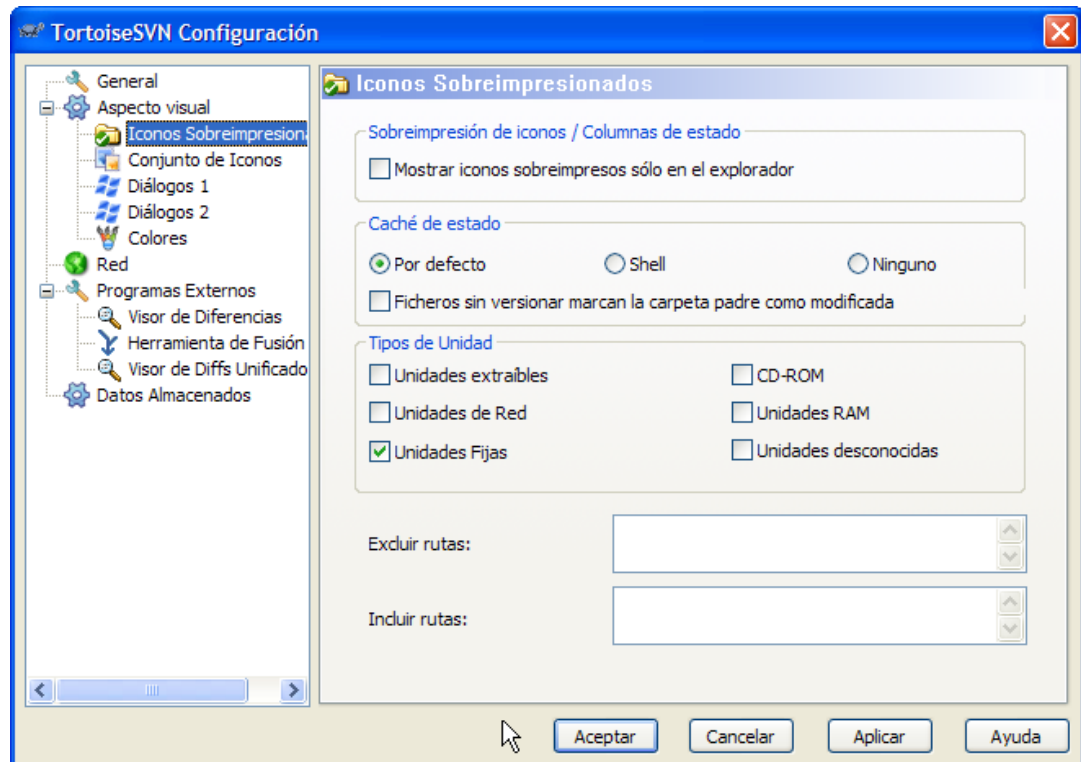 TortoiseSVN Configuración
General
Aspecto visual
Iconos Sobreimpresiona
Conjunto de Iconos
Diálogos 1
Diálogos 2
Colores
Red
Programas Externos
Visor de Diferencias
Herramienta de Fusión
Visor de Diffs Unificado
Datos Almacenados
Iconos Sobreimpresionados
Sobreimpresión de iconos / Columnas de estado
Mostrar iconos sobreimpresos sólo en el explorador
Caché de estado
Por defecto
Shell
Ninguno
Ficheros sin versionar marcan la carpeta padre como modificada
Tipos de Unidad
Unidades extraíbles
CD-ROM
Unidades de Red
Unidades RAM
Unidades Fijas
Unidades desconocidas
Excluir rutas:
Incluir rutas:
Aceptar
Cancelar
Aplicar
Ayuda